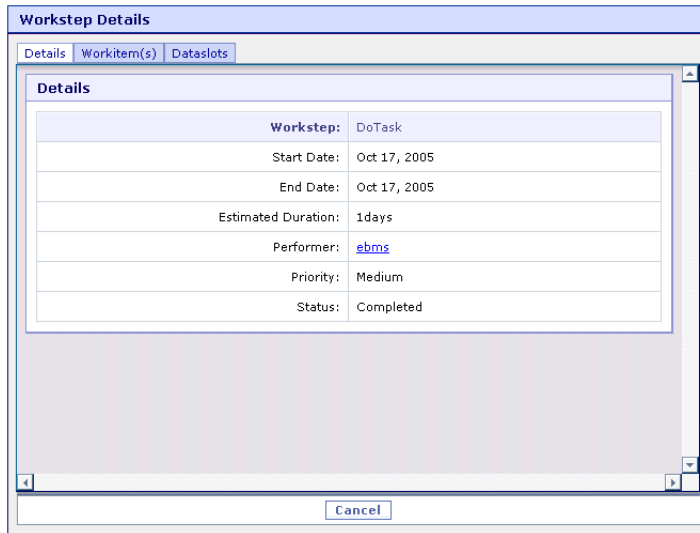 Workstep Details
Details Workitem(s) Dataslots
Details
Workstep: DoTask
Start Date: Oct 17, 2005
End Date: Oct 17, 2005
Estimated Duration: 1days
Performer: ebms
Priority: Medium
Status: Completed
Cancel